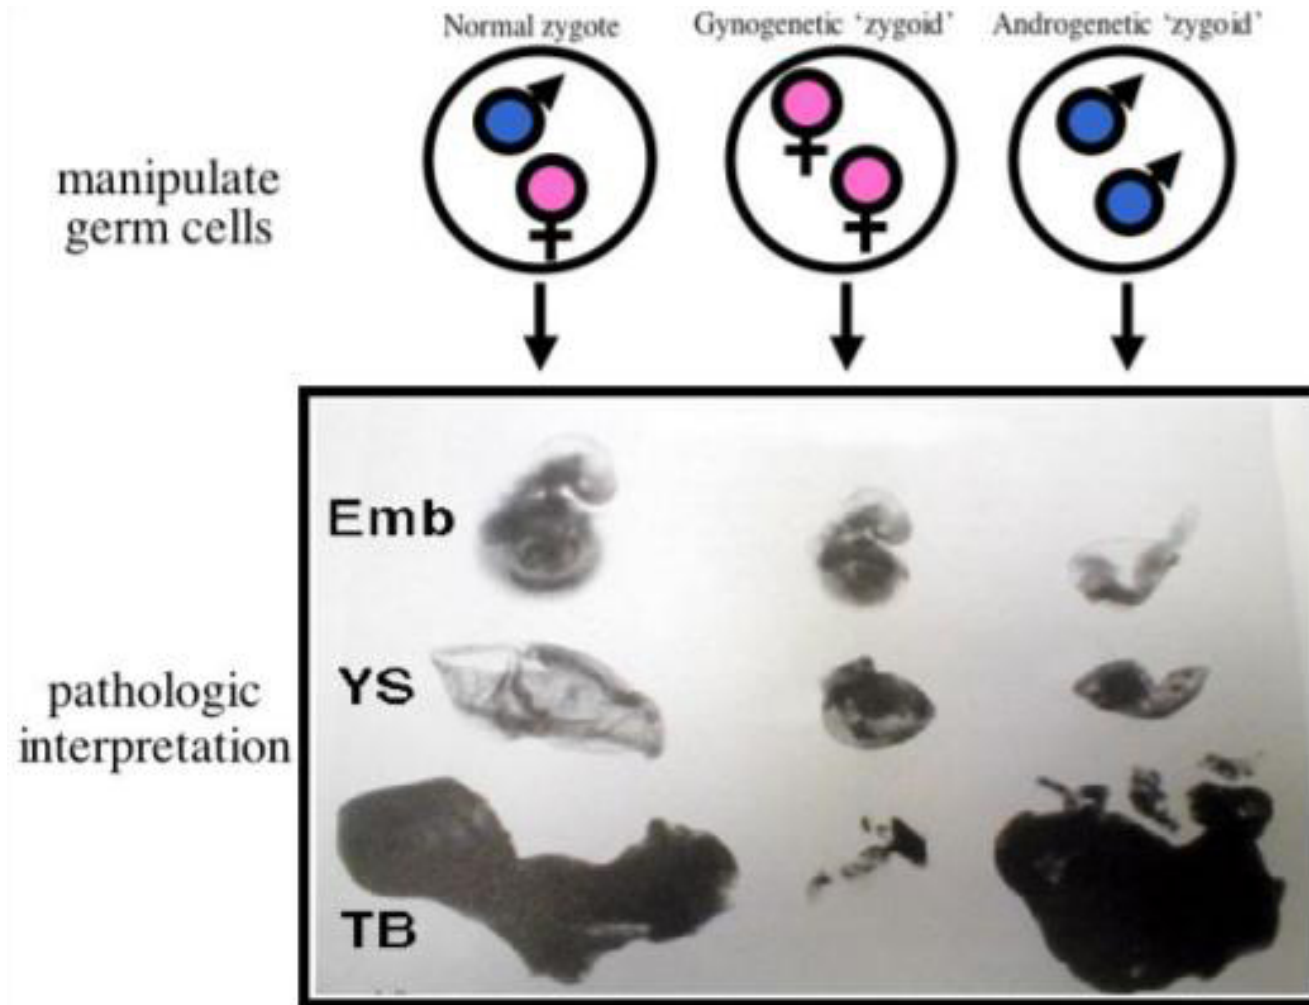 Normal zygote
Gynogenetic ‘zygoid’
Androgenetic ‘zygoid’
manipulate
germ cells
Emb
YS
TB
pathologic
interpretation